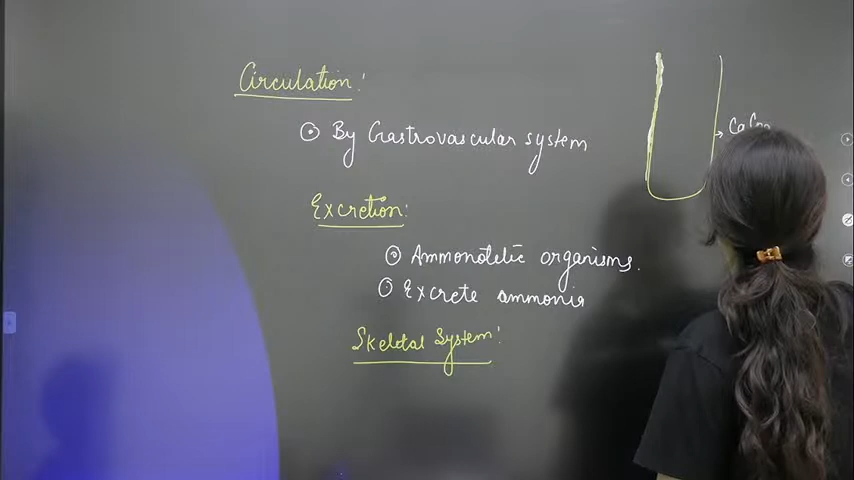 Circulation:
By Gastrovascular system
Excretion:
Ammonotelic organisms.
Excrete ammonia
Skeletal System: